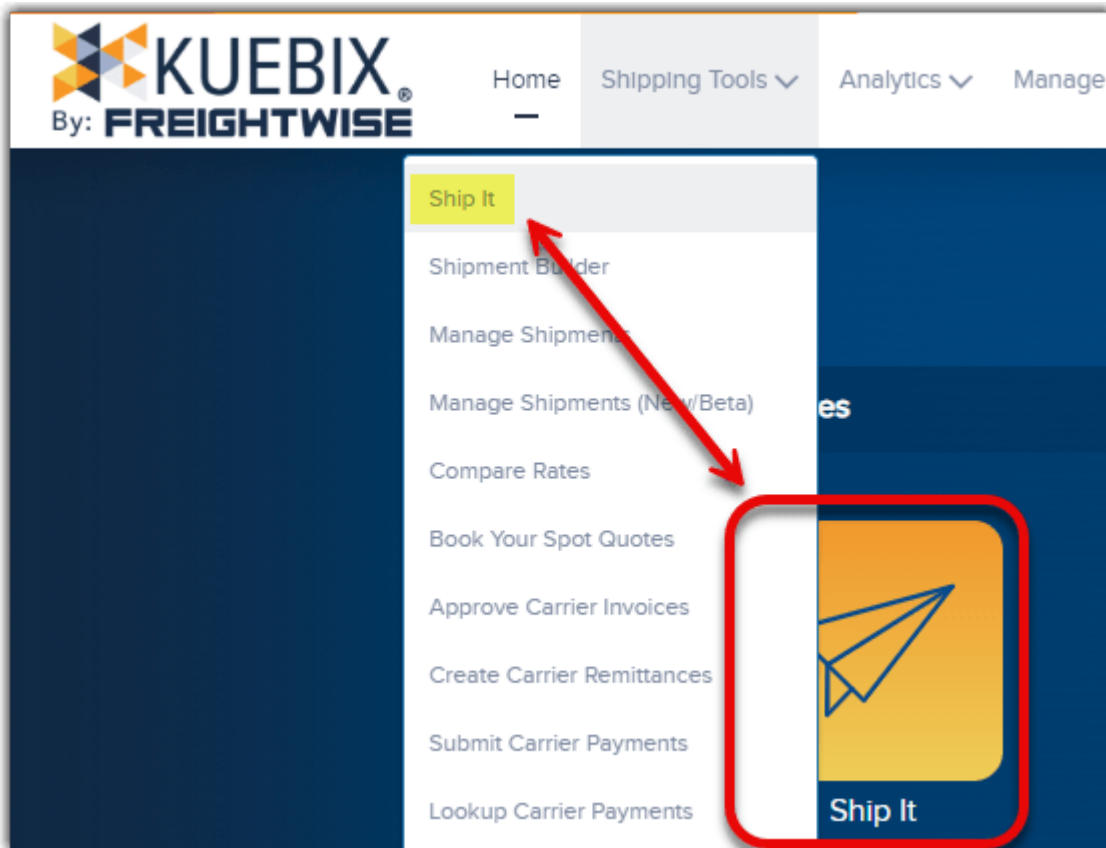 KUEBIX®
By: FREIGHTWISE
Home Shipping Tools Analytics Manage
Ship It
Shipment Builder
Manage Shipments
Manage Shipments (New/Beta)
es
Compare Rates
Book Your Spot Quotes
Approve Carrier Invoices
Create Carrier Remittances
Submit Carrier Payments
Lookup Carrier Payments
Ship It